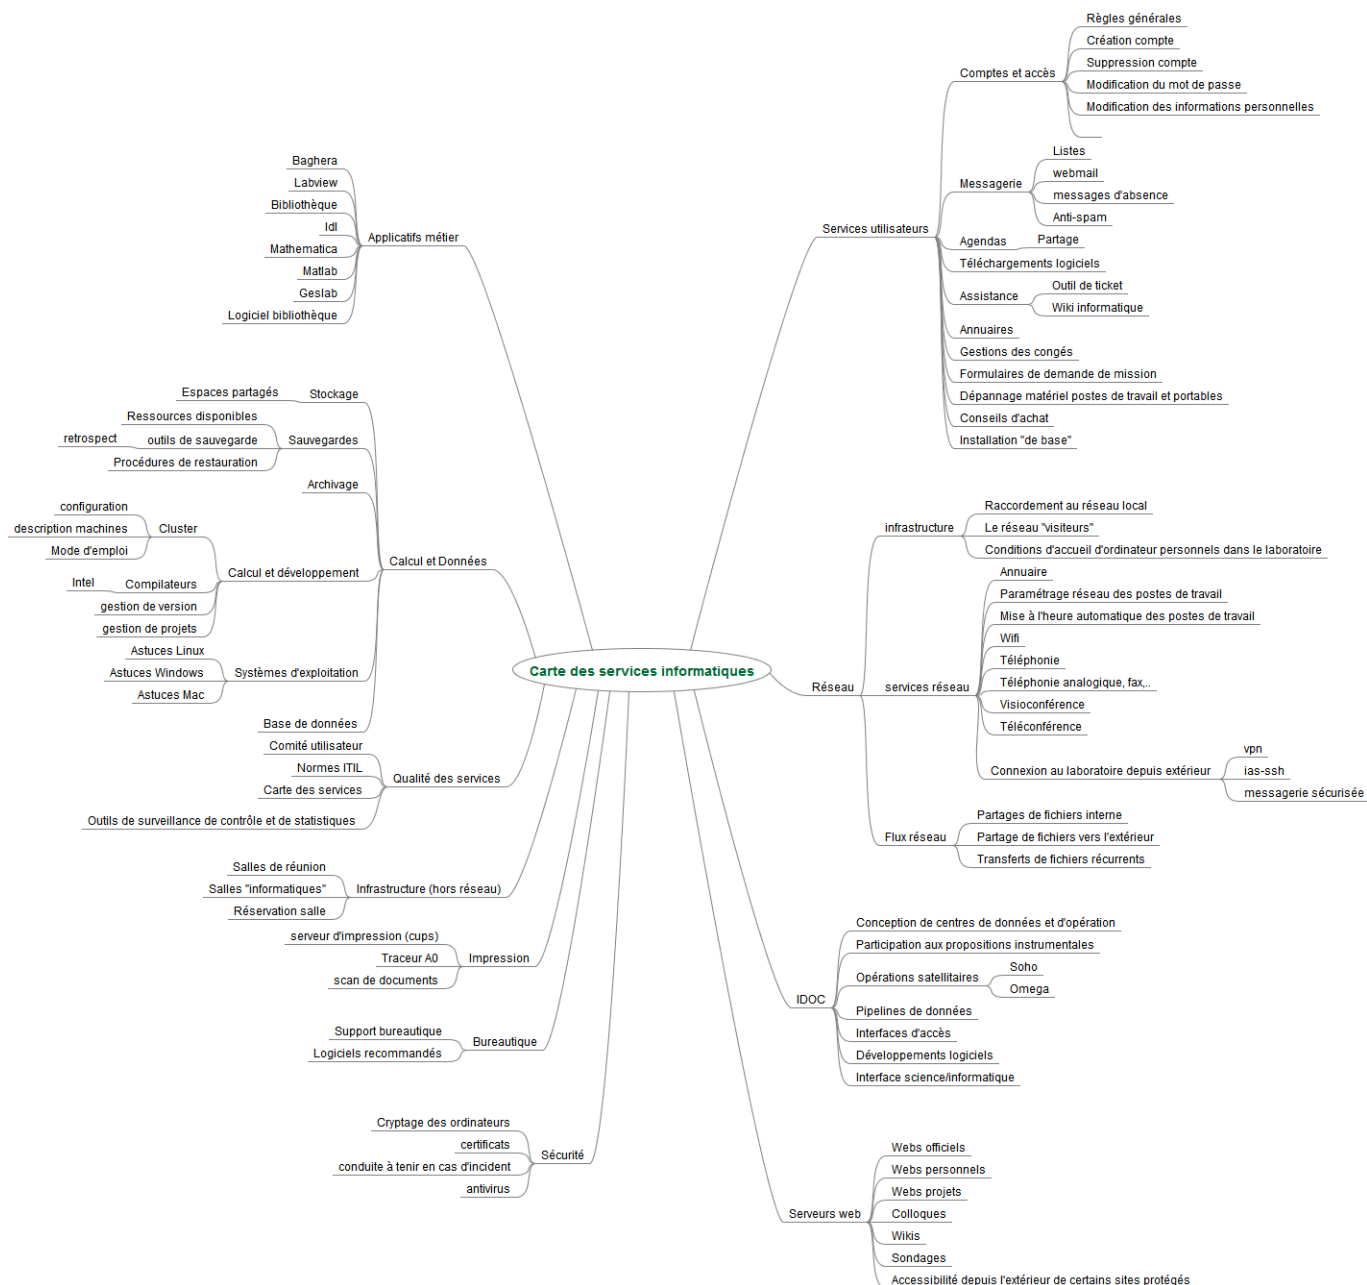 Carte des services informatiques
Services utilisateurs
Comptes et accès
Règles générales
Création compte
Suppression compte
Modification du mot de passe
Modification des informations personnelles
Messagerie
Listes
webmail
messages d'absence
Anti-spam
Agendas
Partage
Téléchargements logiciels
Assistance
Outil de ticket
Wiki informatique
Annuaires
Gestions des congés
Formulaires de demande de mission
Dépannage matériel postes de travail et portables
Conseils d'achat
Installation "de base"
Réseau
infrastructure
Raccordement au réseau local
Le réseau "visiteurs"
Conditions d'accueil d'ordinateur personnels dans le laboratoire
services réseau
Annuaire
Paramétrage réseau des postes de travail
Mise à l'heure automatique des postes de travail
Wifi
Téléphonie
Téléphonie analogique, fax,..
Visioconférence
Téléconférence
Connexion au laboratoire depuis extérieur
vpn
ias-ssh
messagerie sécurisée
Flux réseau
Partages de fichiers interne
Partage de fichiers vers l'extérieur
Transferts de fichiers récurrents
IDOC
Conception de centres de données et d'opération
Participation aux propositions instrumentales
Opérations satellitaires
Soho
Omega
Pipelines de données
Interfaces d'accès
Développements logiciels
Interface science/informatique
Serveurs web
Webs officiels
Webs personnels
Webs projets
Colloques
Wikis
Sondages
Accessibilité depuis l'extérieur de certains sites protégés
Applicatifs métier
Baghera
Labview
Bibliothèque
Idl
Mathematica
Matlab
Geslab
Logiciel bibliothèque
Calcul et Données
Stockage
Espaces partagés
Sauvegardes
Ressources disponibles
outils de sauvegarde
retrospect
Procédures de restauration
Archivage
Calcul et développement
Cluster
configuration
description machines
Mode d'emploi
Compilateurs
Intel
gestion de version
gestion de projets
Systèmes d'exploitation
Astuces Linux
Astuces Windows
Astuces Mac
Base de données
Qualité des services
Comité utilisateur
Normes ITIL
Carte des services
Outils de surveillance de contrôle et de statistiques
Infrastructure (hors réseau)
Salles de réunion
Salles "informatiques"
Réservation salle
Impression
serveur d'impression (cups)
Traceur A0
scan de documents
Bureautique
Support bureautique
Logiciels recommandés
Sécurité
Cryptage des ordinateurs
certificats
conduite à tenir en cas d'incident
antivirus